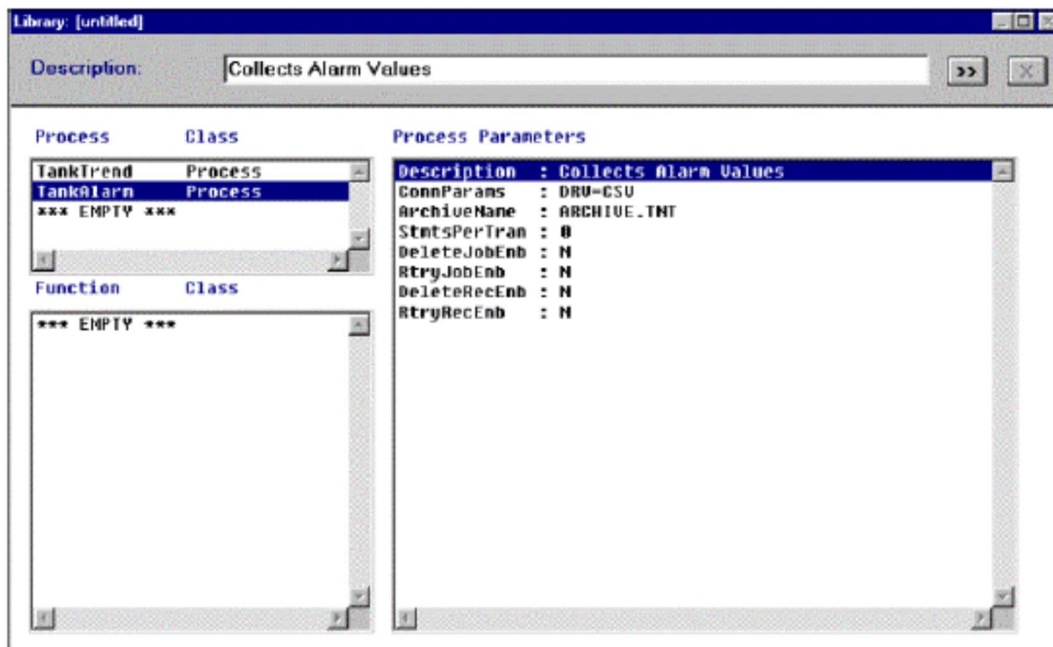 Library: [untitled]
Description: Collects Alarm Values >> X
Process Class
TankTrend Process
TankAlarm Process
*** EMPTY ***
Function Class
*** EMPTY ***
Process Parameters
Description : Collects Alarm Values
ConnParams : DRV=CSV
ArchiveName : ARCHIVE.TNT
StmtsPerTran : 0
DeleteJobEnb : N
RtryJobEnb : N
DeleteRecEnb : N
RtryRecEnb : N